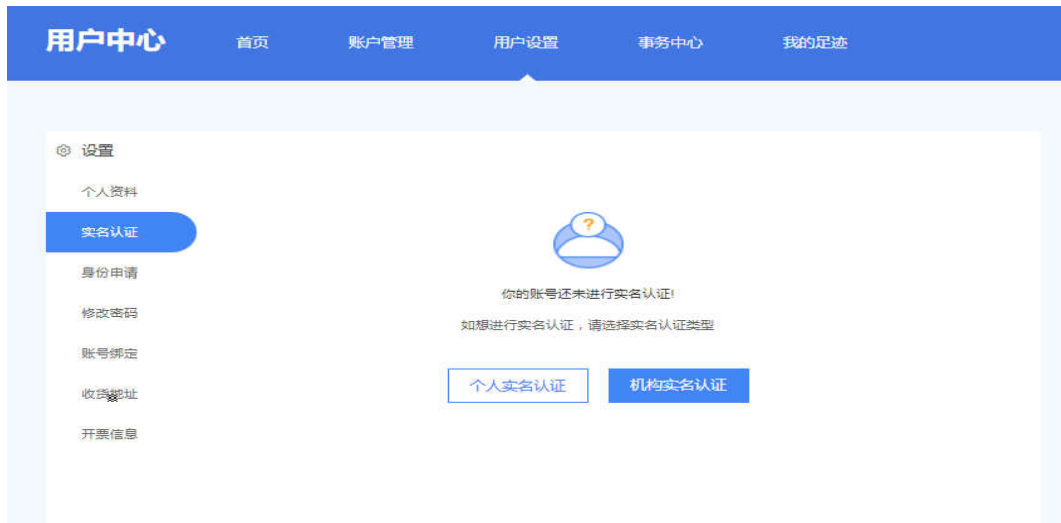 用户中心 首页 账户管理 用户设置 事务中心 我的足迹
设置
个人资料
实名认证
身份申请
修改密码
账号绑定
收货地址
开票信息
?
你的账号还未进行实名认证!
如想进行实名认证，请选择实名认证类型
个人实名认证 机构实名认证